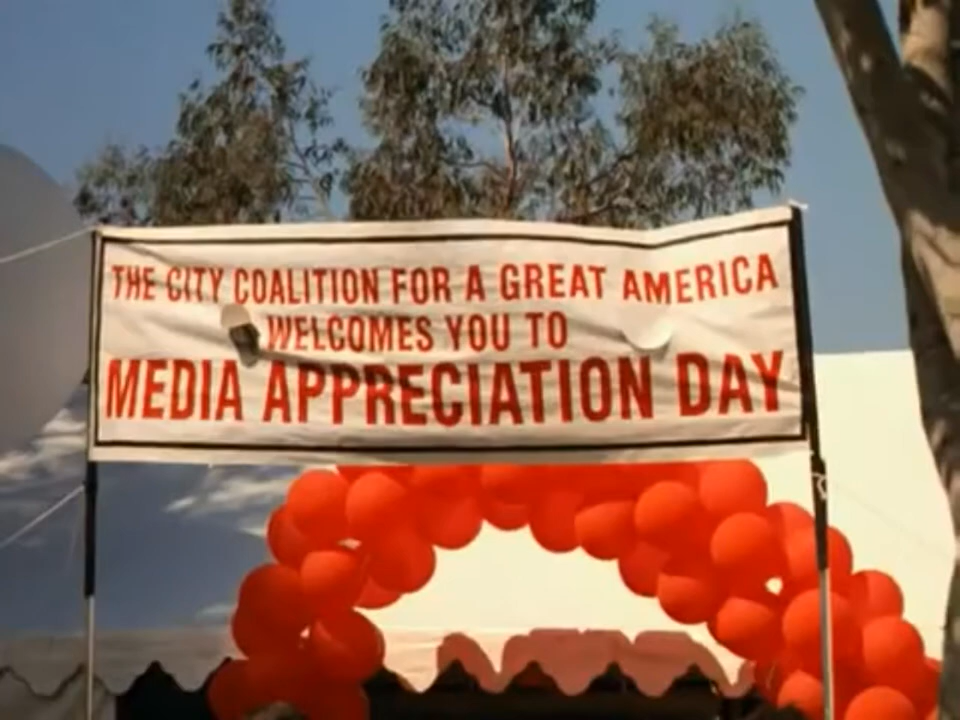 THE CITY COALITION FOR A GREAT AMERICA
WELCOMES YOU TO
MEDIA APPRECIATION DAY